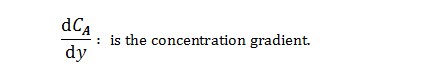 dC_A/dy : is the concentration gradient.